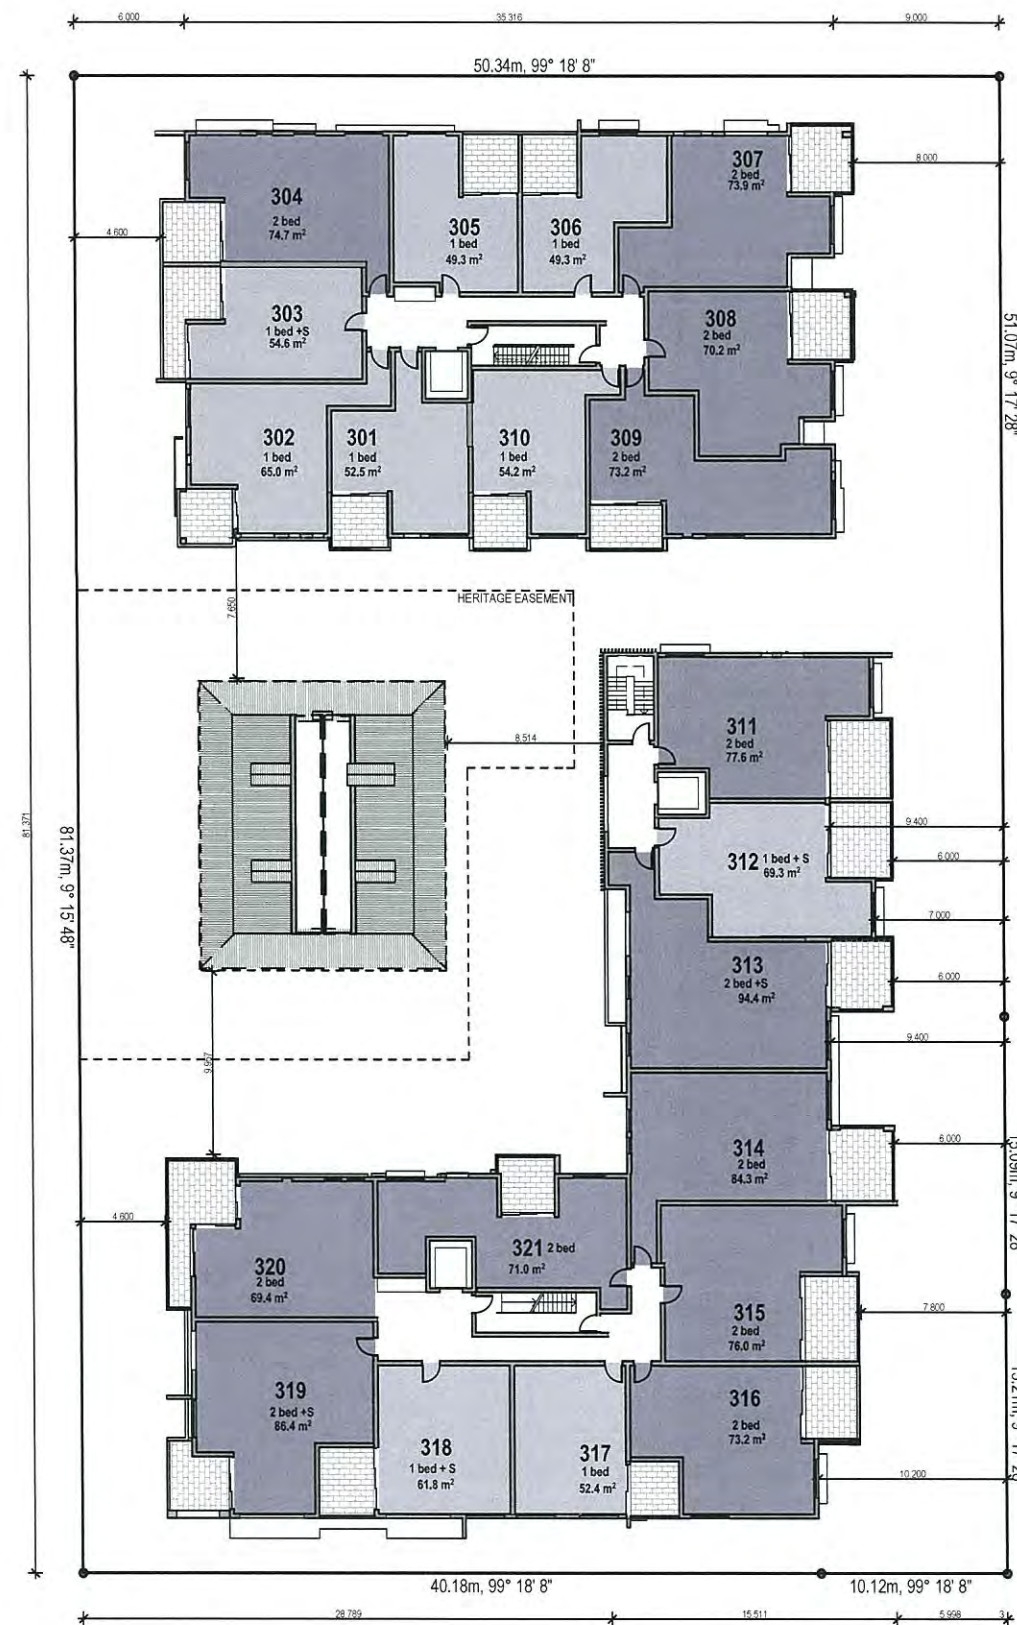 6.000
35.316
9.000
50.34m, 99° 18' 8"
304
2 bed
74.7 m²
305
1 bed
49.3 m²
306
1 bed
49.3 m²
307
2 bed
73.9 m²
8.000
4.600
303
1 bed +S
54.6 m²
308
2 bed
70.2 m²
51.07m, 9° 17' 28"
302
1 bed
65.0 m²
301
1 bed
52.5 m²
310
1 bed
54.2 m²
309
2 bed
73.2 m²
7.650
HERITAGE EASEMENT
311
2 bed
77.6 m²
8.514
81.371
81.37m, 9° 15' 48"
312 1 bed + S
69.3 m²
9.400
6.000
7.000
313
2 bed +S
94.4 m²
6.000
9.400
9.957
314
2 bed
84.3 m²
6.000
4.600
320
2 bed
69.4 m²
321 2 bed
71.0 m²
315
2 bed
76.0 m²
7.800
319
2 bed +S
86.4 m²
318
1 bed + S
61.8 m²
317
1 bed
52.4 m²
316
2 bed
73.2 m²
10.200
40.18m, 99° 18' 8"
10.12m, 99° 18' 8"
28.789
15.511
5.998
3